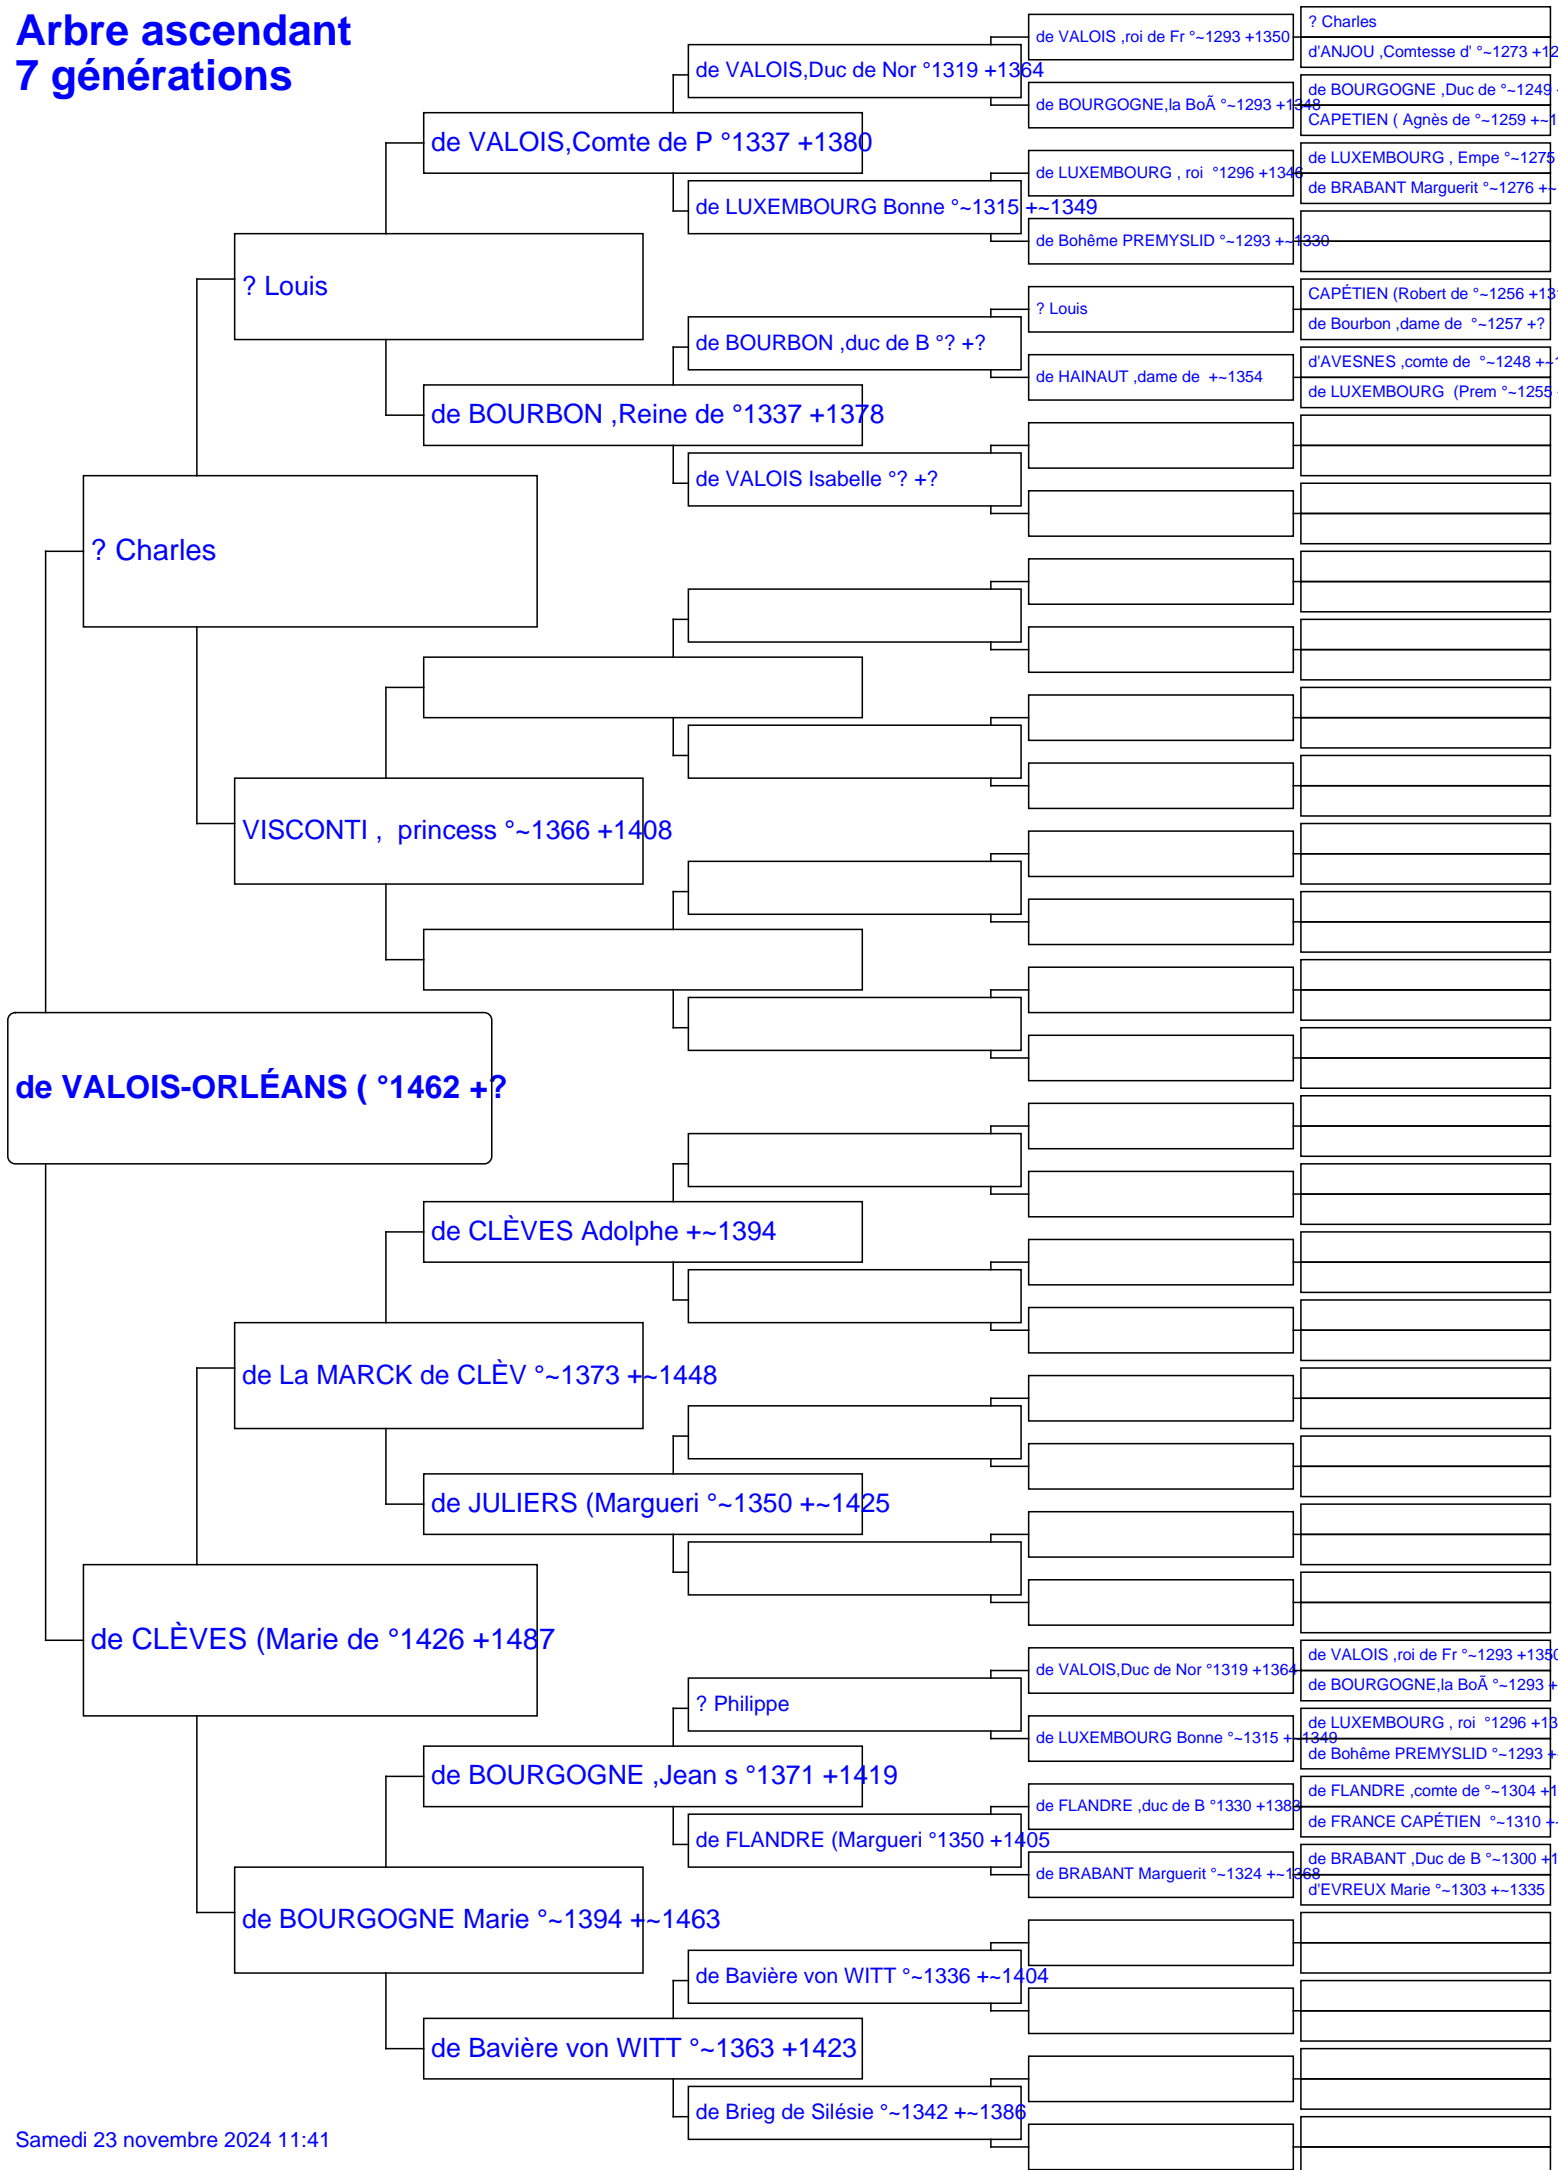 Arbre ascendant
7 générations
de VALOIS-ORLÉANS ( °1462 +?
? Charles
de CLÈVES (Marie de °1426 +1487
? Louis
VISCONTI ,  princess °~1366 +1408
de La MARCK de CLÈV °~1373 +~1448
de BOURGOGNE Marie °~1394 +~1463
de VALOIS,Comte de P °1337 +1380
de BOURBON ,Reine de °1337 +1378
de CLÈVES Adolphe +~1394
de JULIERS (Margueri °~1350 +~1425
de BOURGOGNE ,Jean s °1371 +1419
de Bavière von WITT °~1363 +1423
de VALOIS,Duc de Nor °1319 +1364
de LUXEMBOURG Bonne °~1315 +~1349
de BOURBON ,duc de B °? +?
de VALOIS Isabelle °? +?
? Philippe
de FLANDRE (Margueri °1350 +1405
de Bavière von WITT °~1336 +~1404
de Brieg de Silésie °~1342 +~1386
de VALOIS ,roi de Fr °~1293 +1350
de BOURGOGNE,la BoÃ °~1293 +1348
de LUXEMBOURG , roi  °1296 +1346
de Bohême PREMYSLID °~1293 +~1330
? Louis
de HAINAUT ,dame de  +~1354
de VALOIS,Duc de Nor °1319 +1364
de LUXEMBOURG Bonne °~1315 +~1349
de FLANDRE ,duc de B °1330 +1383
de BRABANT Marguerit °~1324 +~1368
? Charles
d'ANJOU ,Comtesse d' °~1273 +12
de BOURGOGNE ,Duc de °~1249
CAPETIEN ( Agnès de °~1259 +~1
de LUXEMBOURG , Empe °~1275
de BRABANT Marguerit °~1276 +~
CAPÉTIEN (Robert de °~1256 +13
de Bourbon ,dame de  °~1257 +?
d'AVESNES ,comte de  °~1248 +~1
de LUXEMBOURG  (Prem °~1255
de VALOIS ,roi de Fr °~1293 +1350
de BOURGOGNE,la BoÃ °~1293 +
de LUXEMBOURG , roi  °1296 +13
de Bohême PREMYSLID °~1293 +
de FLANDRE ,comte de °~1304 +1
de FRANCE CAPÉTIEN  °~1310 +~
de BRABANT ,Duc de B °~1300 +1
d'EVREUX Marie °~1303 +~1335
Samedi 23 novembre 2024 11:41